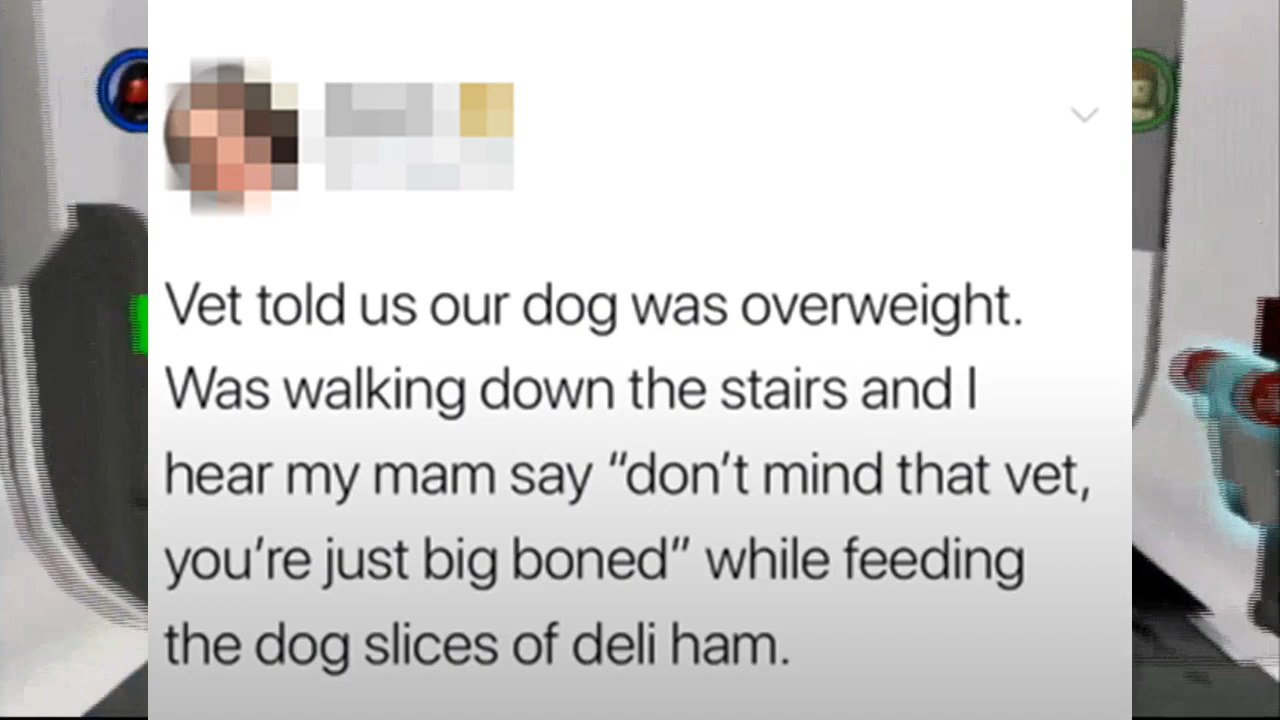 Vet told us our dog was overweight.
Was walking down the stairs and I
hear my mam say “don’t mind that vet,
you’re just big boned” while feeding
the dog slices of deli ham.